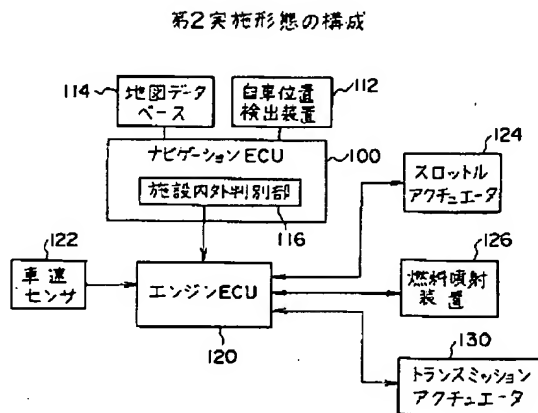 第2実施形態の構成
114
地図データ
ベース
自車位置
検出装置
112
ナビゲーションECU
100
施設内外判別部
116
124
スロットル
アクチュエータ
122
車速
センサ
エンジンECU
120
126
燃料噴射
装置
130
トランスミッション
アクチュエータ